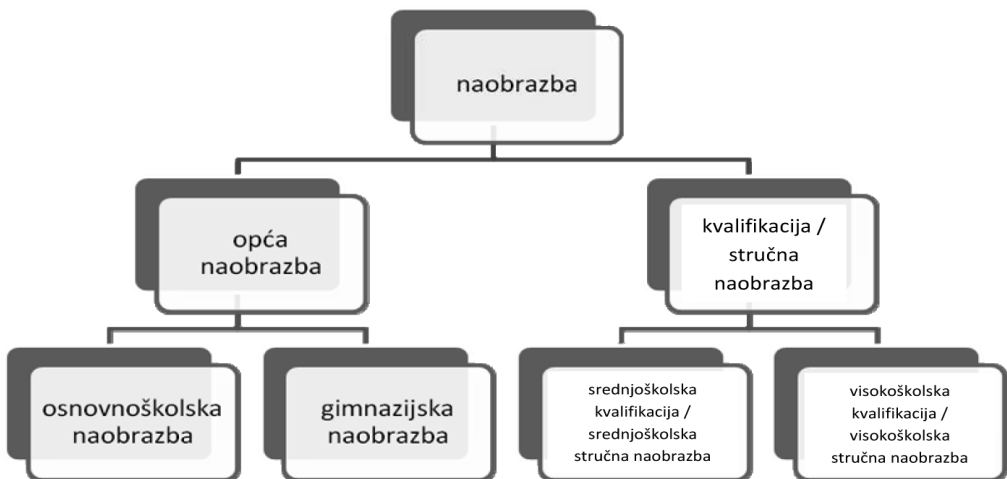 naobrazba
opća
naobrazba
kvalifikacija /
stručna
naobrazba
osnovnoškolska
naobrazba
gimnazijska
naobrazba
srednjoškolska
kvalifikacija /
srednjoškolska
stručna naobrazba
visokoškolska
kvalifikacija /
visokoškolska
stručna naobrazba